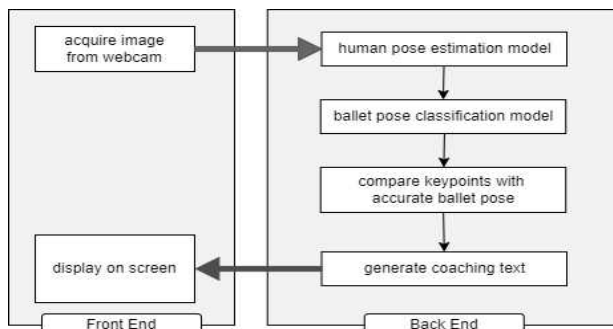 acquire image
from webcam
human pose estimation model
ballet pose classification model
compare keypoints with
accurate ballet pose
generate coaching text
display on screen
Front End
Back End